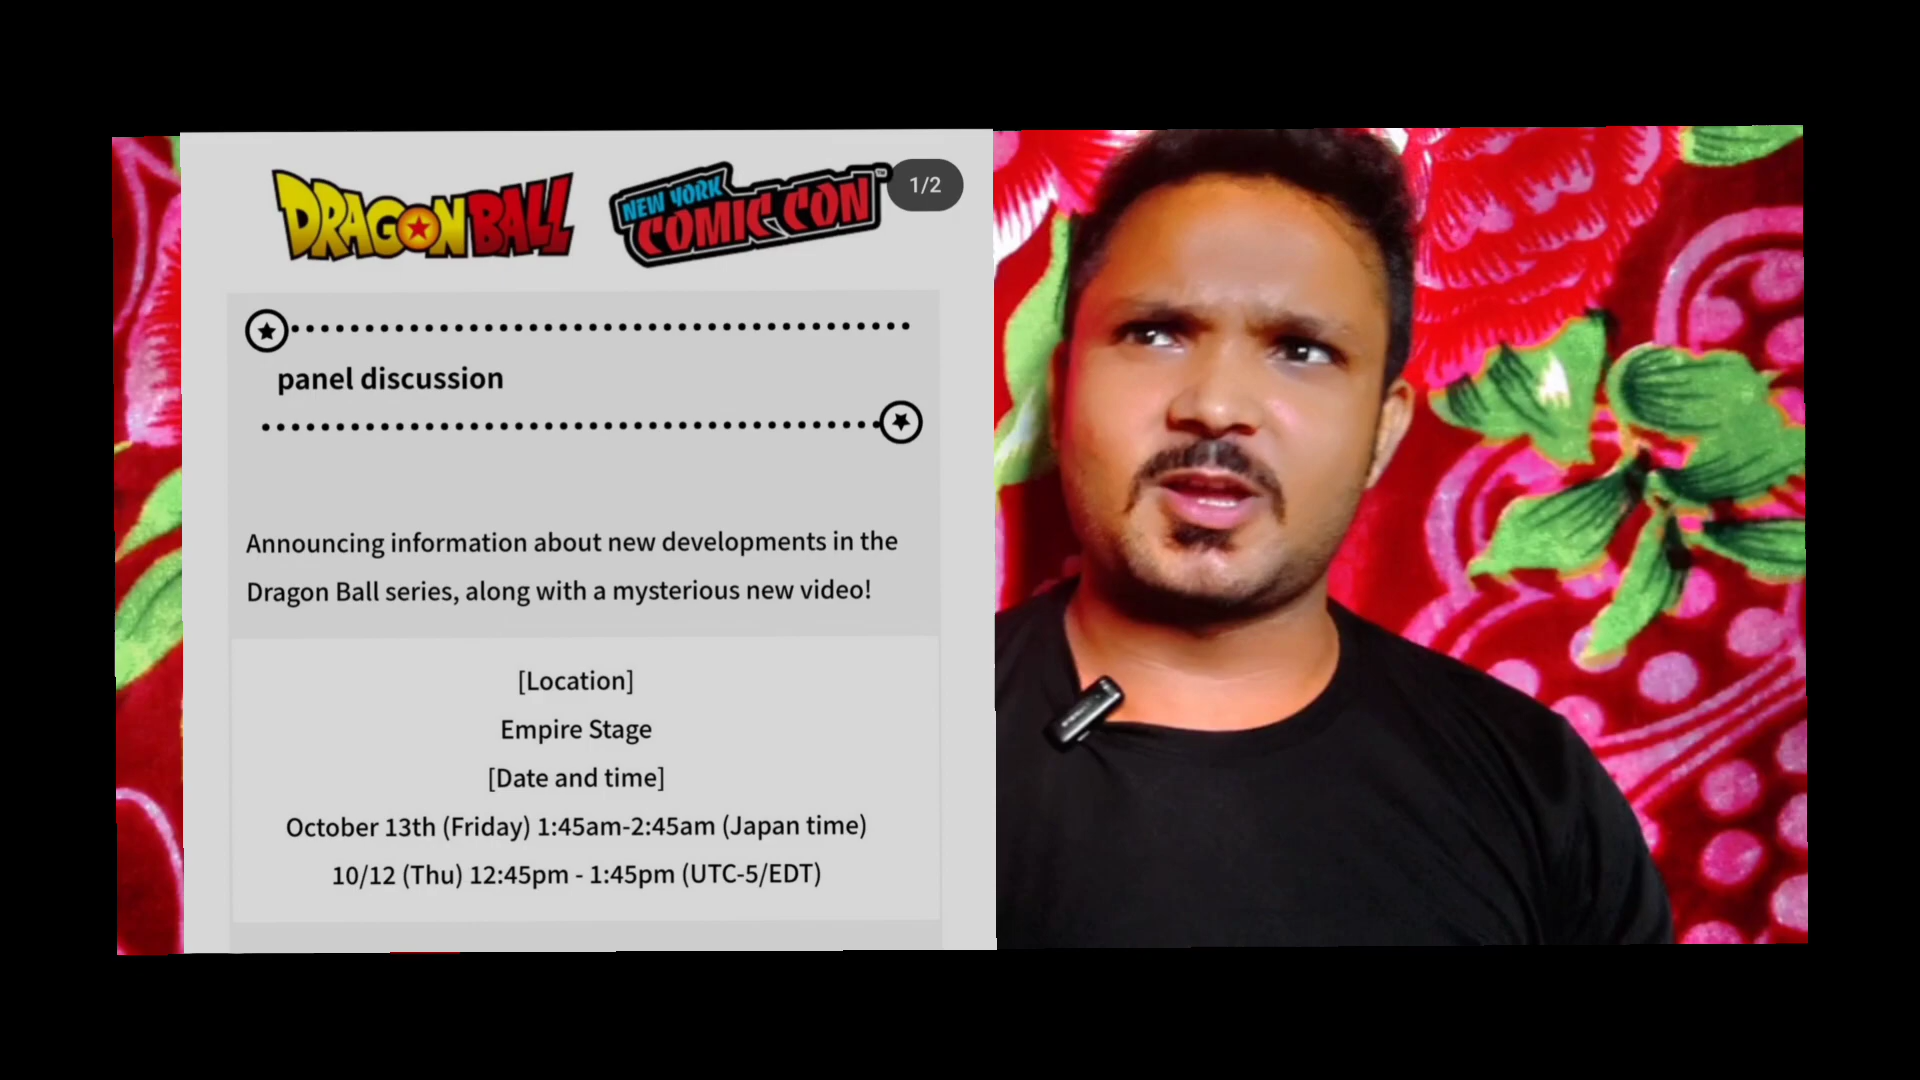 DRAGON BALL
NEW YORK
COMIC CON
TM
1/2
panel discussion
Announcing information about new developments in the
Dragon Ball series, along with a mysterious new video!
[Location]
Empire Stage
[Date and time]
October 13th (Friday) 1:45am-2:45am (Japan time)
10/12 (Thu) 12:45pm - 1:45pm (UTC-5/EDT)